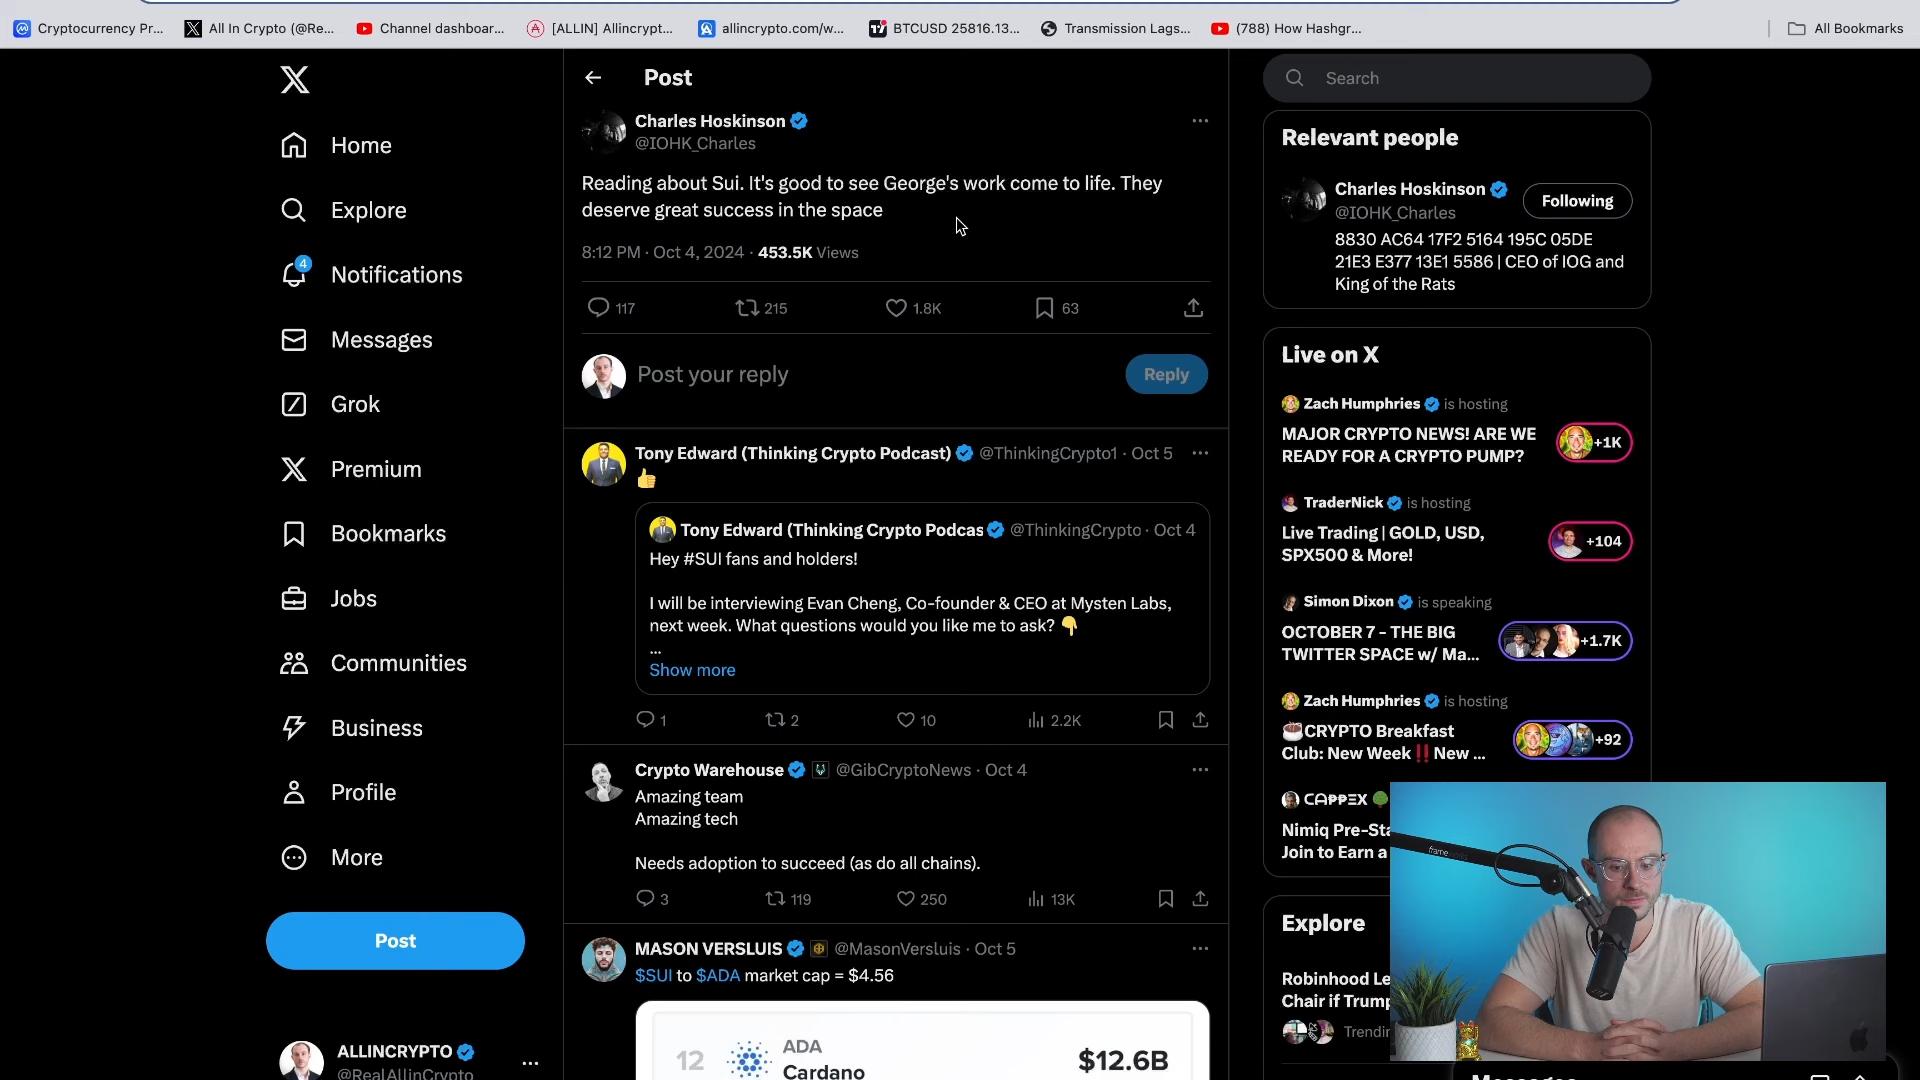 Cryptocurrency Pr...
All In Crypto (@Re...
Channel dashboar...
[ALLIN] Allincrypt...
allincrypto.com/w...
BTCUSD 25816.13...
Transmission Lags...
(788) How Hashgr...
All Bookmarks
Home
Explore
4
Notifications
Messages
Grok
Premium
Bookmarks
Jobs
Communities
Business
Profile
More
Post
ALLINCRYPTO
@RealAllinCrypto
Post
Charles Hoskinson
@IOHK_Charles
Reading about Sui. It's good to see George's work come to life. They
deserve great success in the space
8:12 PM · Oct 4, 2024 · 453.5K Views
117 215 1.8K 63
Post your reply
Reply
Tony Edward (Thinking Crypto Podcast) @ThinkingCrypto1 · Oct 5
👍
Tony Edward (Thinking Crypto Podcas @ThinkingCrypto · Oct 4
Hey #SUI fans and holders!
I will be interviewing Evan Cheng, Co-founder & CEO at Mysten Labs,
next week. What questions would you like me to ask? 👇
...
Show more
1 2 10 2.2K
Crypto Warehouse @GibCryptoNews · Oct 4
Amazing team
Amazing tech
Needs adoption to succeed (as do all chains).
3 119 250 13K
MASON VERSLUIS @MasonVersluis · Oct 5
$SUI to $ADA market cap = $4.56
12 ADA $12.6B
Cardano
Search
Relevant people
Charles Hoskinson
@IOHK_Charles
Following
8830 AC64 17F2 5164 195C 05DE
21E3 E377 13E1 5586 | CEO of IOG and
King of the Rats
Live on X
Zach Humphries is hosting
MAJOR CRYPTO NEWS! ARE WE
READY FOR A CRYPTO PUMP?
+1K
TraderNick is hosting
Live Trading | GOLD, USD,
SPX500 & More!
+104
Simon Dixon is speaking
OCTOBER 7 - THE BIG
TWITTER SPACE w/ Ma...
+1.7K
Zach Humphries is hosting
☕CRYPTO Breakfast
Club: New Week‼️New ...
+92
C₳₱₱ΞX 🌳
Nimiq Pre-Sta
Join to Earn a
Explore
Robinhood Le
Chair if Trump
Trendin
frame
Messages